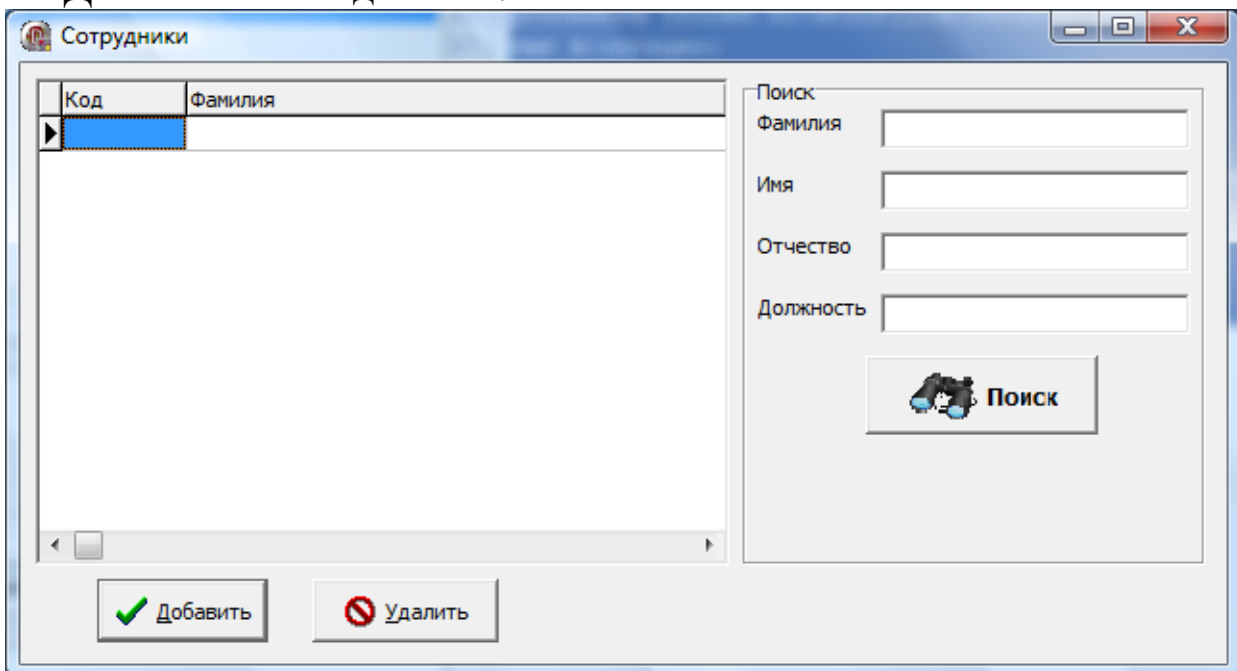 Сотрудники
Код Фамилия
Поиск
Фамилия
Имя
Отчество
Должность
Поиск
Добавить Удалить